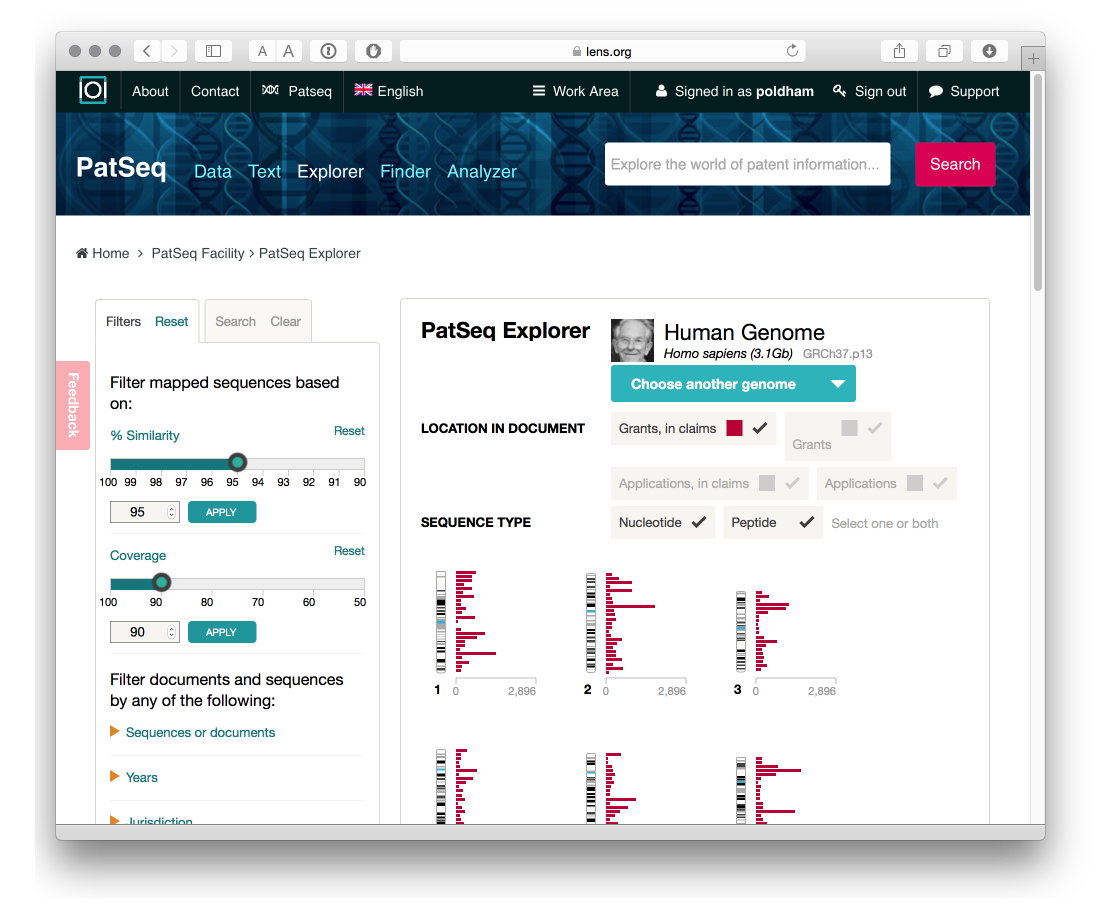 A A lens.org
About Contact Patseq English Work Area Signed in as poldham Sign out Support
PatSeq Data Text Explorer Finder Analyzer Explore the world of patent information... Search
Home > PatSeq Facility > PatSeq Explorer
Filters Reset Search Clear
Feedback
Filter mapped sequences based
on:
% Similarity Reset
100 99 98 97 96 95 94 93 92 91 90
95 APPLY
Coverage Reset
100 90 80 70 60 50
90 APPLY
Filter documents and sequences
by any of the following:
Sequences or documents
Years
Jurisdiction
PatSeq Explorer Human Genome
Homo sapiens (3.1Gb) GRCh37.p13
Choose another genome
LOCATION IN DOCUMENT Grants, in claims
Grants
Applications, in claims Applications
SEQUENCE TYPE Nucleotide Peptide Select one or both
1 0 2,896 2 0 2,896 3 0 2,896